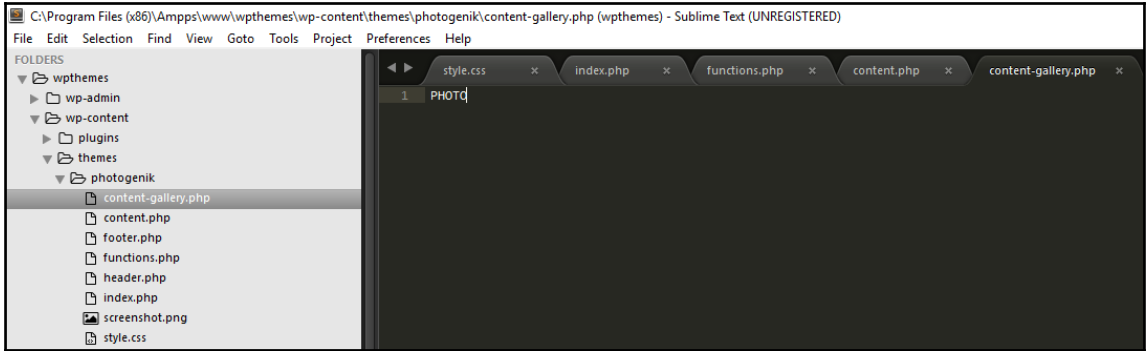 C:\Program Files (x86)\Ampps\www\wpthemes\wp-content\themes\photogenik\content-gallery.php (wpthemes) - Sublime Text (UNREGISTERED)
File Edit Selection Find View Goto Tools Project Preferences Help
FOLDERS
wpthemes
wp-admin
wp-content
plugins
themes
photogenik
content-gallery.php
content.php
footer.php
functions.php
header.php
index.php
screenshot.png
style.css
style.css × index.php × functions.php × content.php × content-gallery.php ×
1 PHOTO